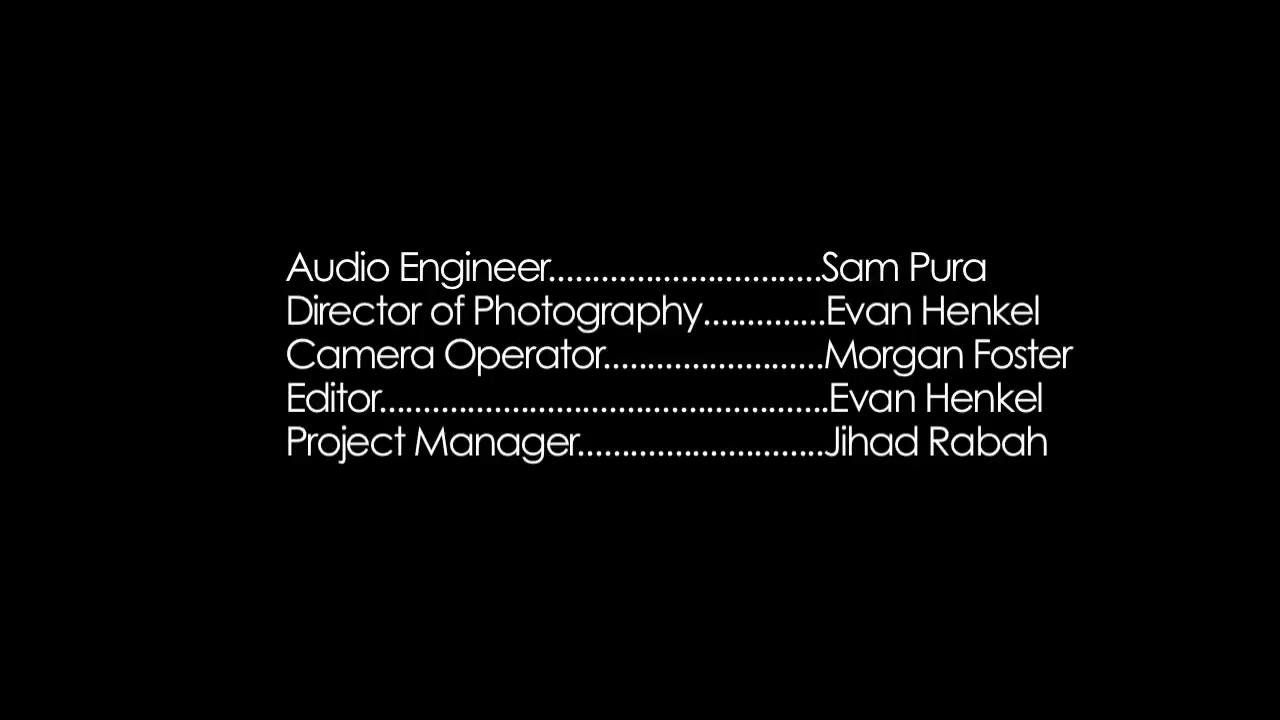 Audio Engineer...............................Sam Pura
Director of Photography..............Evan Henkel
Camera Operator.........................Morgan Foster
Editor...................................................Evan Henkel
Project Manager............................Jihad Rabah